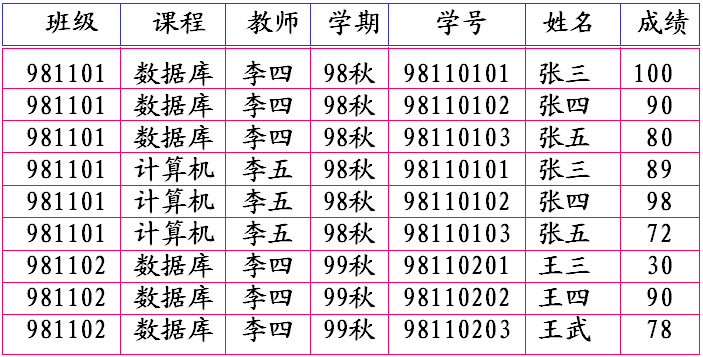 班级 课程 教师 学期 学号 姓名 成绩
981101 数据库 李四 98秋 98110101 张三 100
981101 数据库 李四 98秋 98110102 张四 90
981101 数据库 李四 98秋 98110103 张五 80
981101 计算机 李五 98秋 98110101 张三 89
981101 计算机 李五 98秋 98110102 张四 98
981101 计算机 李五 98秋 98110103 张五 72
981102 数据库 李四 99秋 98110201 王三 30
981102 数据库 李四 99秋 98110202 王四 90
981102 数据库 李四 99秋 98110203 王武 78